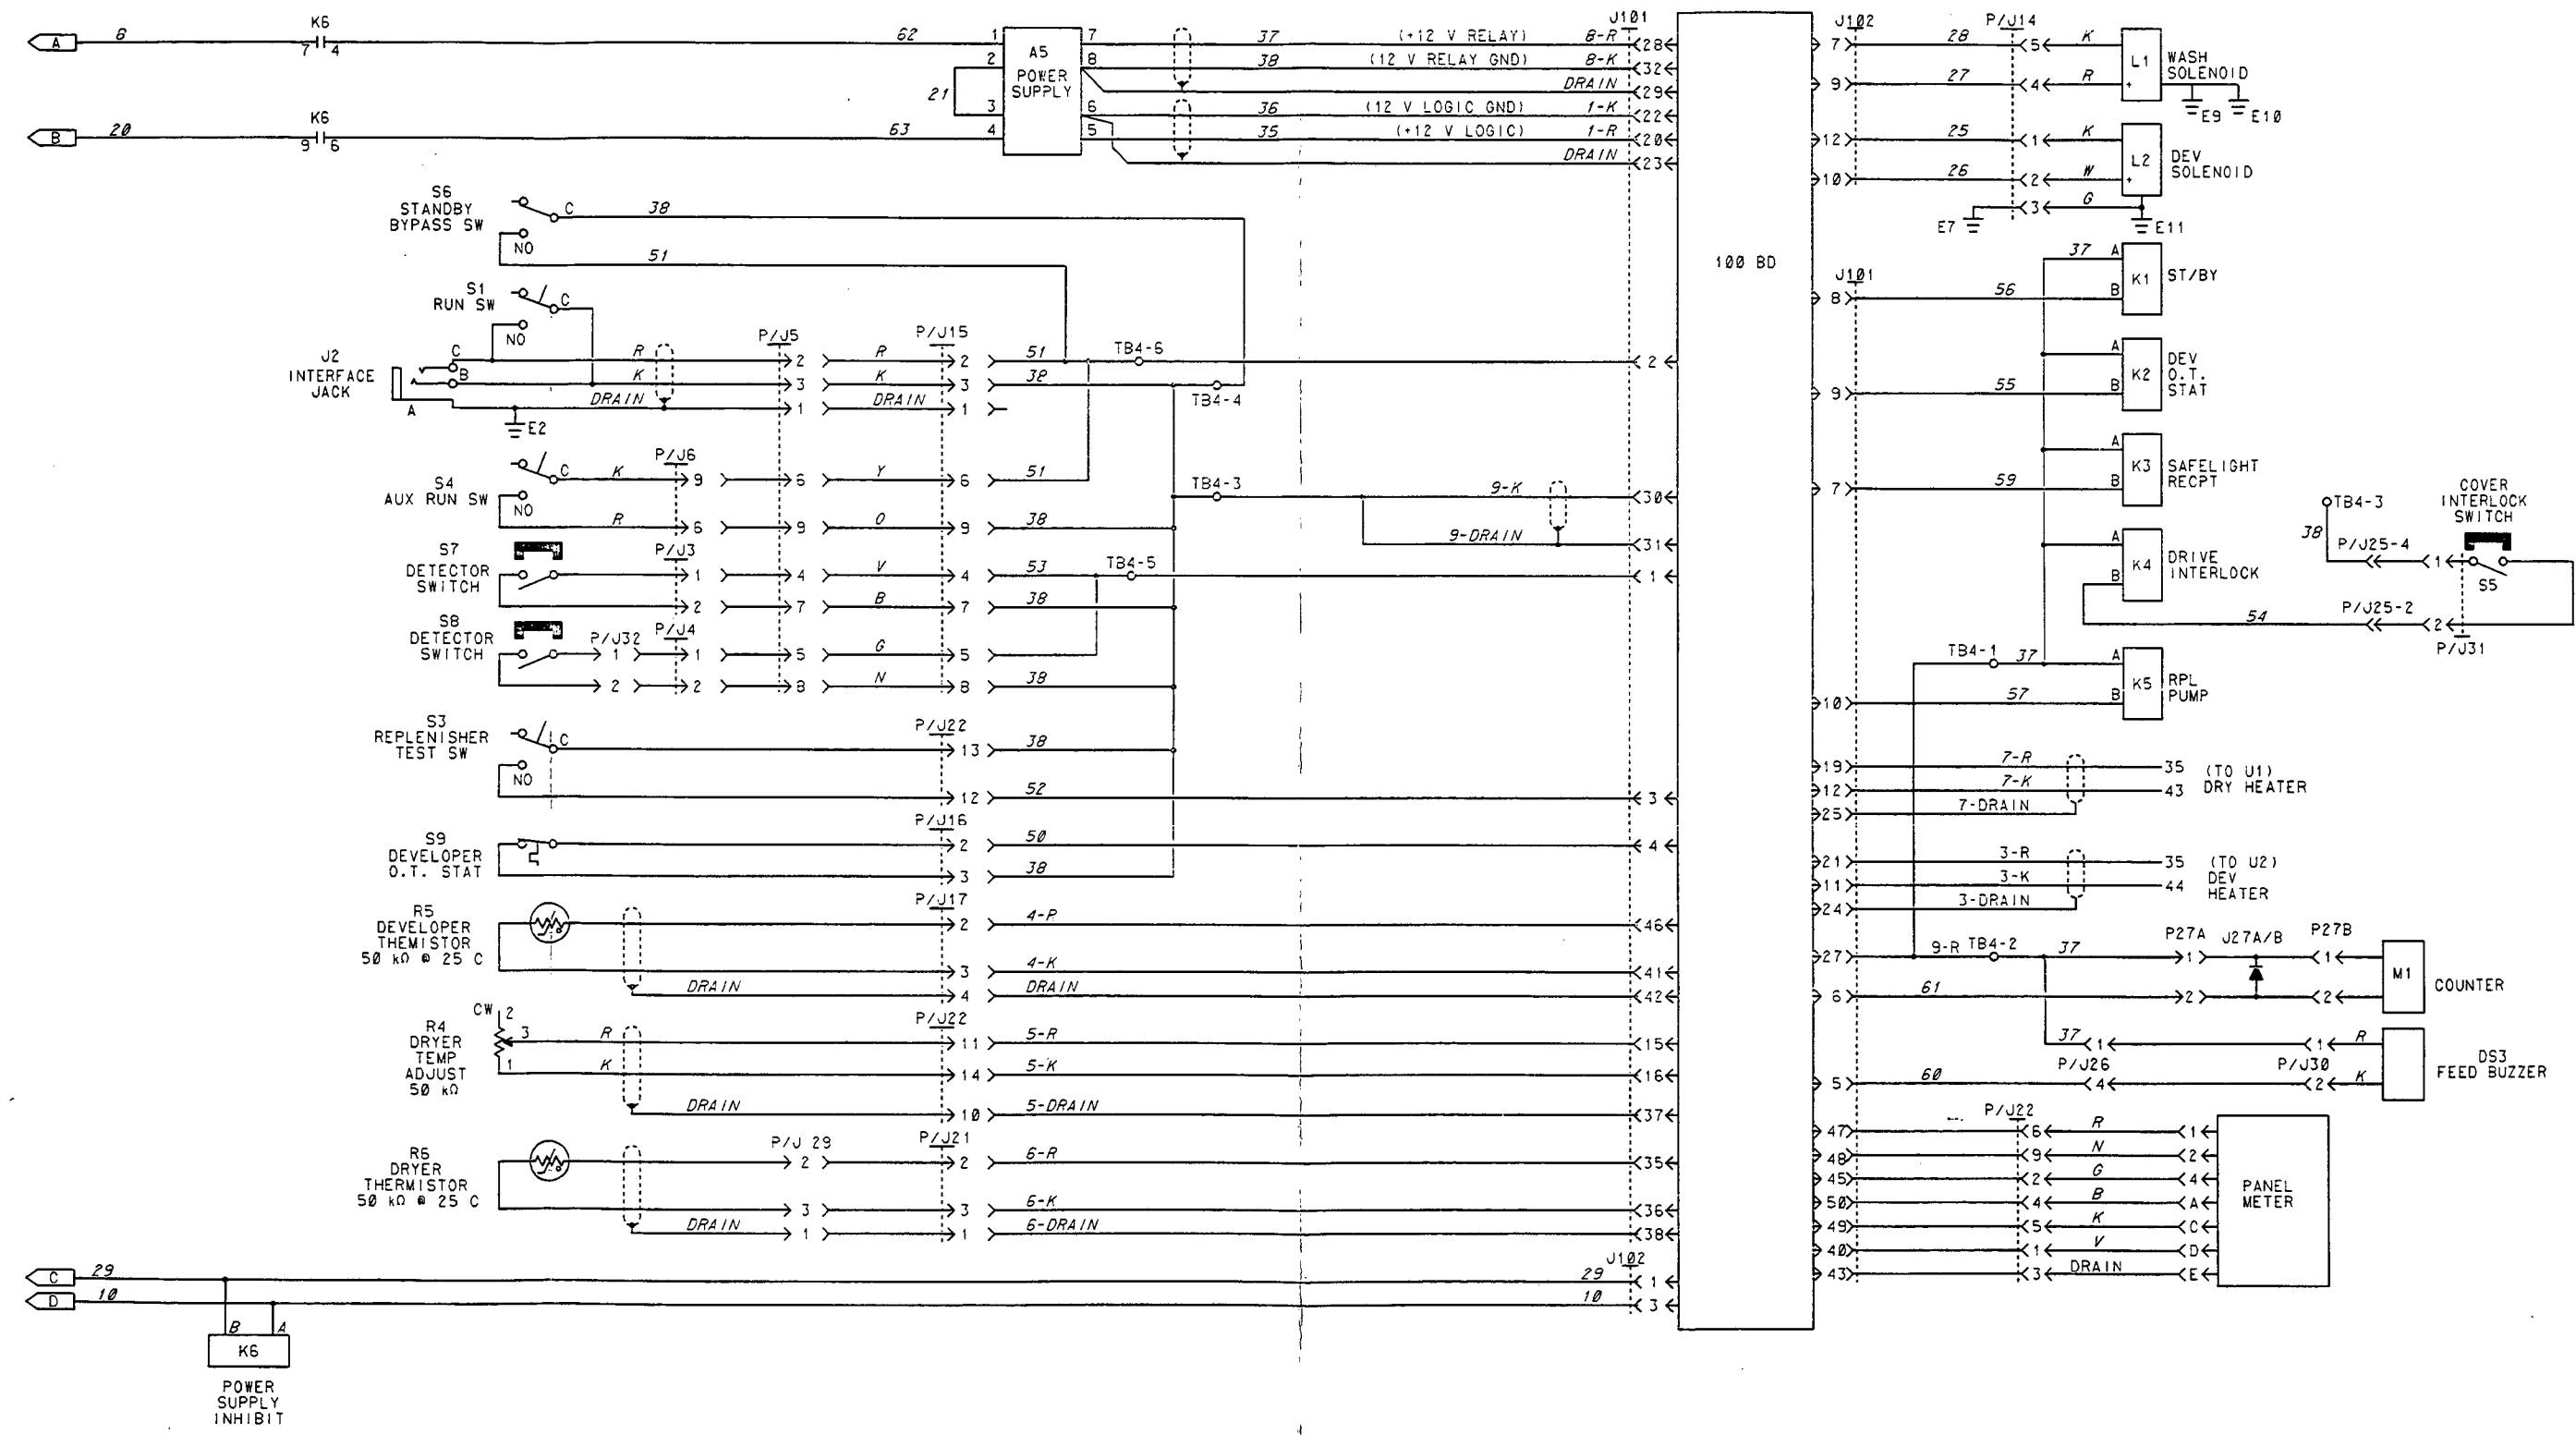 A 6 K6 7 4 62 1 A5 POWER SUPPLY 7 37 (+12 V RELAY) 8-R 28
2 8 38 (12 V RELAY GND) 8-K 32
DRAIN 29
21
3 6 36 (12 V LOGIC GND) 1-K 22
B 20 K6 9 6 63 4 5 35 (+12 V LOGIC) 1-R 20
DRAIN 23
J101
S6
STANDBY
BYPASS SW
C 38
NO
51
S1
RUN SW
C
NO
J2
INTERFACE
JACK
C R P/J5 2 R P/J15 2 51 TB4-6 2
B K 3 K 3 38 TB4-4
A DRAIN 1 DRAIN 1
E2
S4
AUX RUN SW
C K P/J6 9 6 Y 6 51
NO
R 6 9 O 9 38
TB4-3 9-K 30
9-DRAIN 31
S7
DETECTOR
SWITCH
P/J3
1 4 V 4 53 TB4-5 1
2 7 B 7 38
S8
DETECTOR
SWITCH
P/J32 P/J4
1 1 5 G 5
2 2 8 N 8 38
S3
REPLENISHER
TEST SW
C P/J22 13 38
NO
12 52 3
S9
DEVELOPER
O.T. STAT
P/J16
2 50 4
3 38
R5
DEVELOPER
THEMISTOR
50 kΩ @ 25 C
P/J17
2 4-R 46
3 4-K 41
DRAIN 4 DRAIN 42
R4
DRYER
TEMP
ADJUST
50 kΩ
CW 2
P/J22
3 R 11 5-R 15
1 K 14 5-K 16
DRAIN 10 5-DRAIN 37
R6
DRYER
THERMISTOR
50 kΩ @ 25 C
P/J 29 P/J21
2 2 6-R 35
3 3 6-K 36
DRAIN 1 1 6-DRAIN 38
J102
C 29 29 1
D 10 10 3
B A
K6
POWER
SUPPLY
INHIBIT
100 BD
J102 P/J14
7 28 5 K L1 WASH
SOLENOID
9 27 4 R +
E9 E10
12 25 1 K L2 DEV
SOLENOID
10 26 2 W +
E7 3 G E11
J101
37 A K1 ST/BY
8 56 B
A K2 DEV
O.T.
STAT
9 55 B
A K3 SAFELIGHT
RECPT
7 59 B
A K4 DRIVE
INTERLOCK
B
54 P/J25-2 2
P/J31
TB4-3
38 P/J25-4 1
COVER
INTERLOCK
SWITCH
S5
TB4-1 37 A K5 RPL
PUMP
10 57 B
19 7-R 35 (TO U1)
12 7-K 43 DRY HEATER
25 7-DRAIN
21 3-R 35 (TO U2)
11 3-K 44 DEV
HEATER
24 3-DRAIN
27 9-R TB4-2 37 P27A 1 J27A/B P27B 1 M1 COUNTER
6 61 2 2
37 1 1 R DS3
FEED BUZZER
P/J26 P/J30
5 60 4 2 K
P/J22
47 6 R 1
48 9 N 2
45 2 G 4
50 4 B A
49 5 K C
40 1 V D
43 3 DRAIN E
PANEL
METER